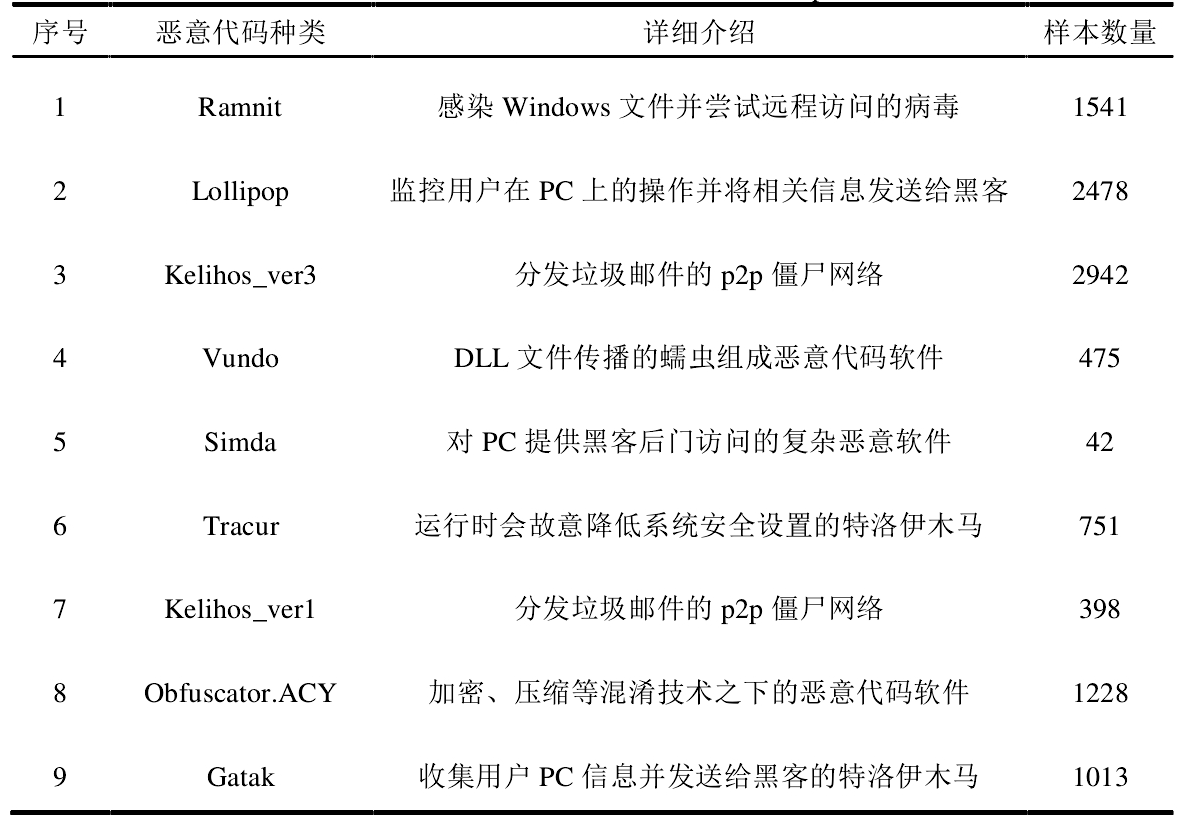 序号 恶意代码种类 详细介绍 样本数量
1 Ramnit 感染 Windows 文件并尝试远程访问的病毒 1541
2 Lollipop 监控用户在 PC 上的操作并将相关信息发送给黑客 2478
3 Kelihos_ver3 分发垃圾邮件的 p2p 僵尸网络 2942
4 Vundo DLL 文件传播的蠕虫组成恶意代码软件 475
5 Simda 对 PC 提供黑客后门访问的复杂恶意软件 42
6 Tracur 运行时会故意降低系统安全设置的特洛伊木马 751
7 Kelihos_ver1 分发垃圾邮件的 p2p 僵尸网络 398
8 Obfuscator.ACY 加密、压缩等混淆技术之下的恶意代码软件 1228
9 Gatak 收集用户 PC 信息并发送给黑客的特洛伊木马 1013